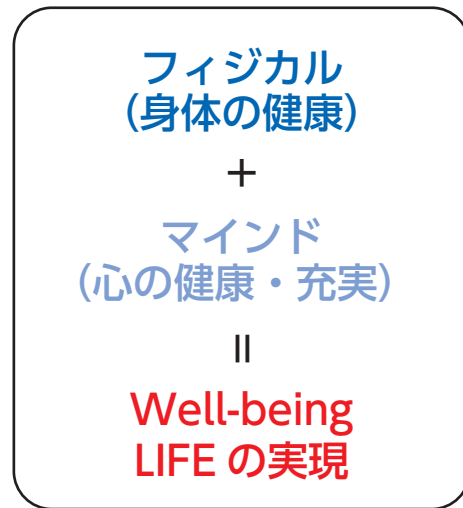 フィジカル
(身体の健康)
+
マインド
(心の健康・充実)
=
Well-being
LIFE の実現